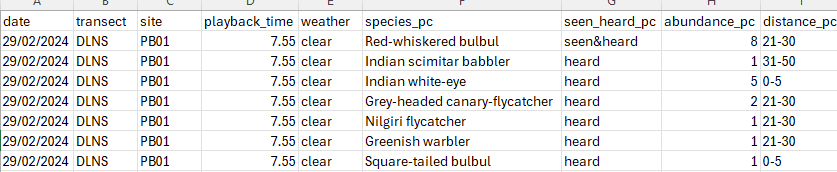 date transect site playback_time weather species_pc seen_heard_pc abundance_pc distance_pc
29/02/2024 DLNS PB01 7.55 clear Red-whiskered bulbul seen&heard 8 21-30
29/02/2024 DLNS PB01 7.55 clear Indian scimitar babbler heard 1 31-50
29/02/2024 DLNS PB01 7.55 clear Indian white-eye heard 5 0-5
29/02/2024 DLNS PB01 7.55 clear Grey-headed canary-flycatcher heard 2 21-30
29/02/2024 DLNS PB01 7.55 clear Nilgiri flycatcher heard 1 21-30
29/02/2024 DLNS PB01 7.55 clear Greenish warbler heard 1 21-30
29/02/2024 DLNS PB01 7.55 clear Square-tailed bulbul heard 1 0-5